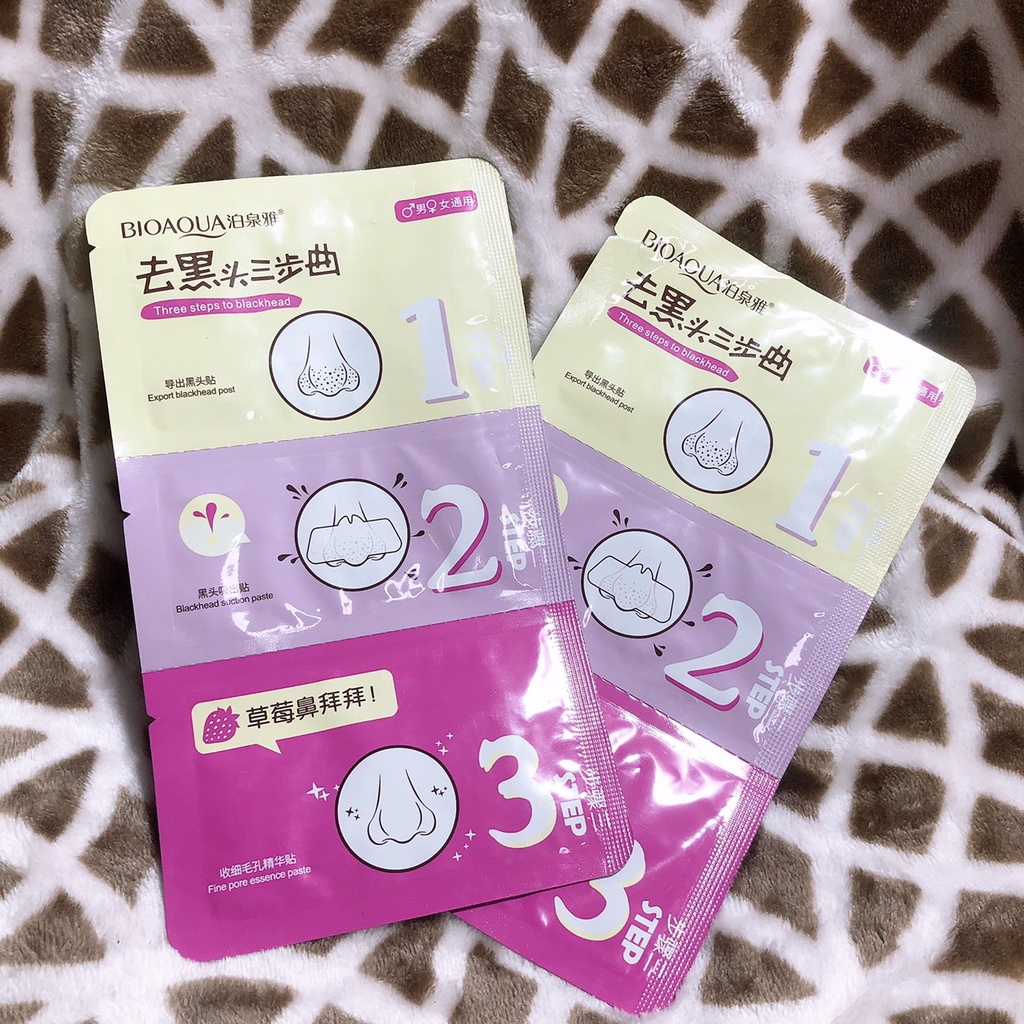 BIOAQUA泊泉雅®
♂男♀女通用
去黑头三步曲
Three steps to blackhead
1
导出黑头贴
Export blackhead post
2
STEP
黑头吸出贴
Blackhead suction paste
草莓鼻拜拜！
3
STEP
收细毛孔精华贴
Fine pore essence paste
BIOAQUA泊泉雅®
通用
去黑头三步曲
Three steps to blackhead
导出黑头贴
Export blackhead post
1
2
STEP
3
STEP